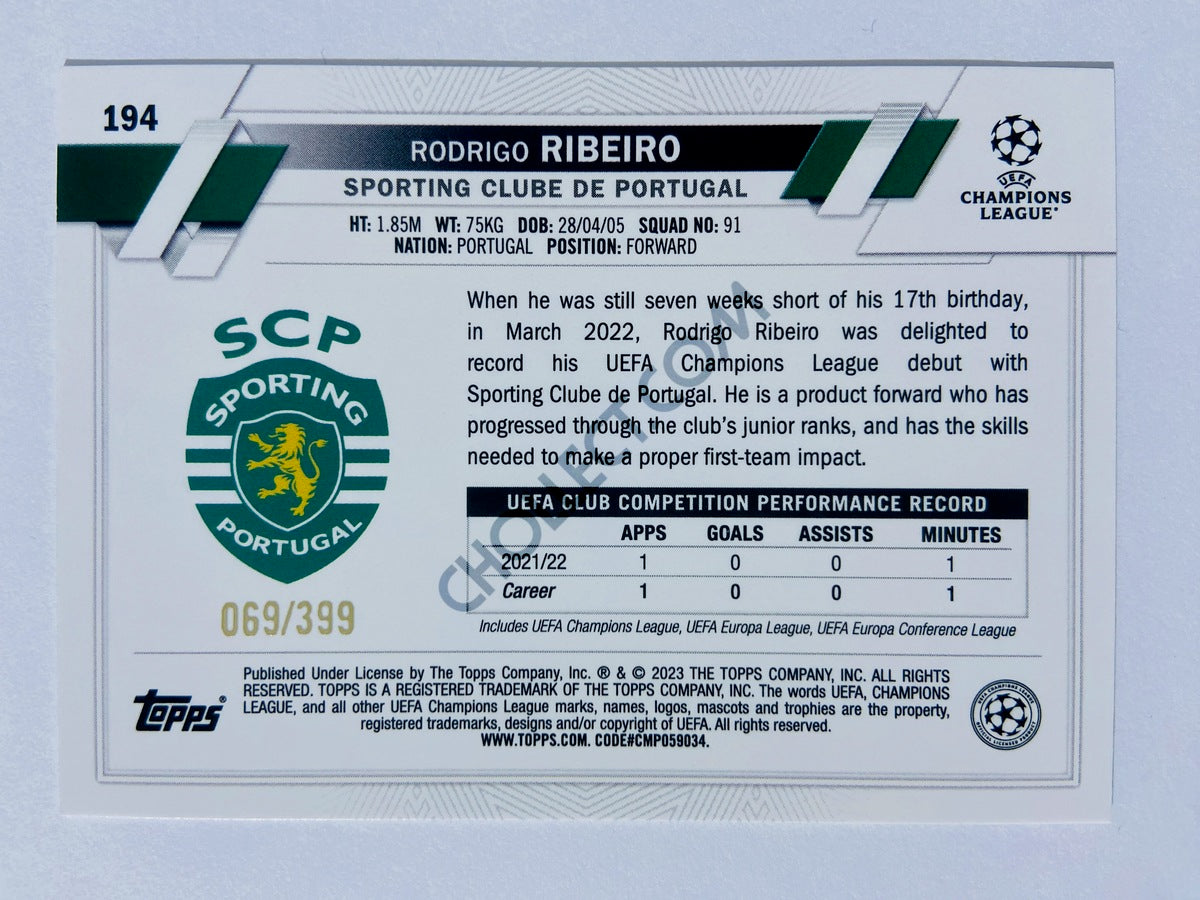 194
RODRIGO RIBEIRO
SPORTING CLUBE DE PORTUGAL
HT: 1.85M WT: 75KG DOB: 28/04/05 SQUAD NO: 91
NATION: PORTUGAL POSITION: FORWARD
UEFA
CHAMPIONS
LEAGUE®
When he was still seven weeks short of his 17th birthday,
in March 2022, Rodrigo Ribeiro was delighted to
record his UEFA Champions League debut with
Sporting Clube de Portugal. He is a product forward who has
progressed through the club's junior ranks, and has the skills
needed to make a proper first-team impact.
SCP
SPORTING
PORTUGAL
069/399
UEFA CLUB COMPETITION PERFORMANCE RECORD
APPS GOALS ASSISTS MINUTES
2021/22 1 0 0 1
Career 1 0 0 1
Includes UEFA Champions League, UEFA Europa League, UEFA Europa Conference League
CHOLLECT.COM
Topps®
Published Under License by The Topps Company, Inc. ® & © 2023 THE TOPPS COMPANY, INC. ALL RIGHTS
RESERVED. TOPPS IS A REGISTERED TRADEMARK OF THE TOPPS COMPANY, INC. The words UEFA, CHAMPIONS
LEAGUE, and all other UEFA Champions League marks, names, logos, mascots and trophies are the property,
registered trademarks, designs and/or copyright of UEFA. All rights reserved.
WWW.TOPPS.COM. CODE#CMP059034.
UEFA CHAMPIONS LEAGUE
OFFICIAL LICENSED PRODUCT